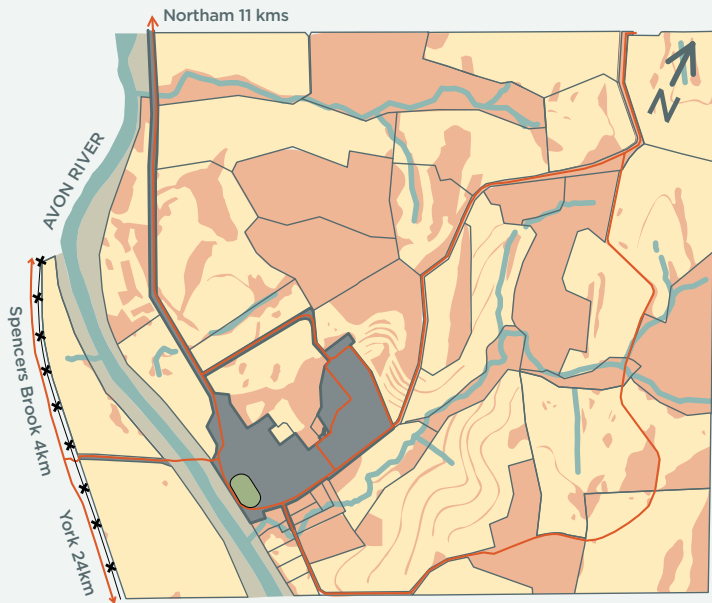 Northam 11 kms
N
AVON RIVER
Spencers Brook 4km
York 24km